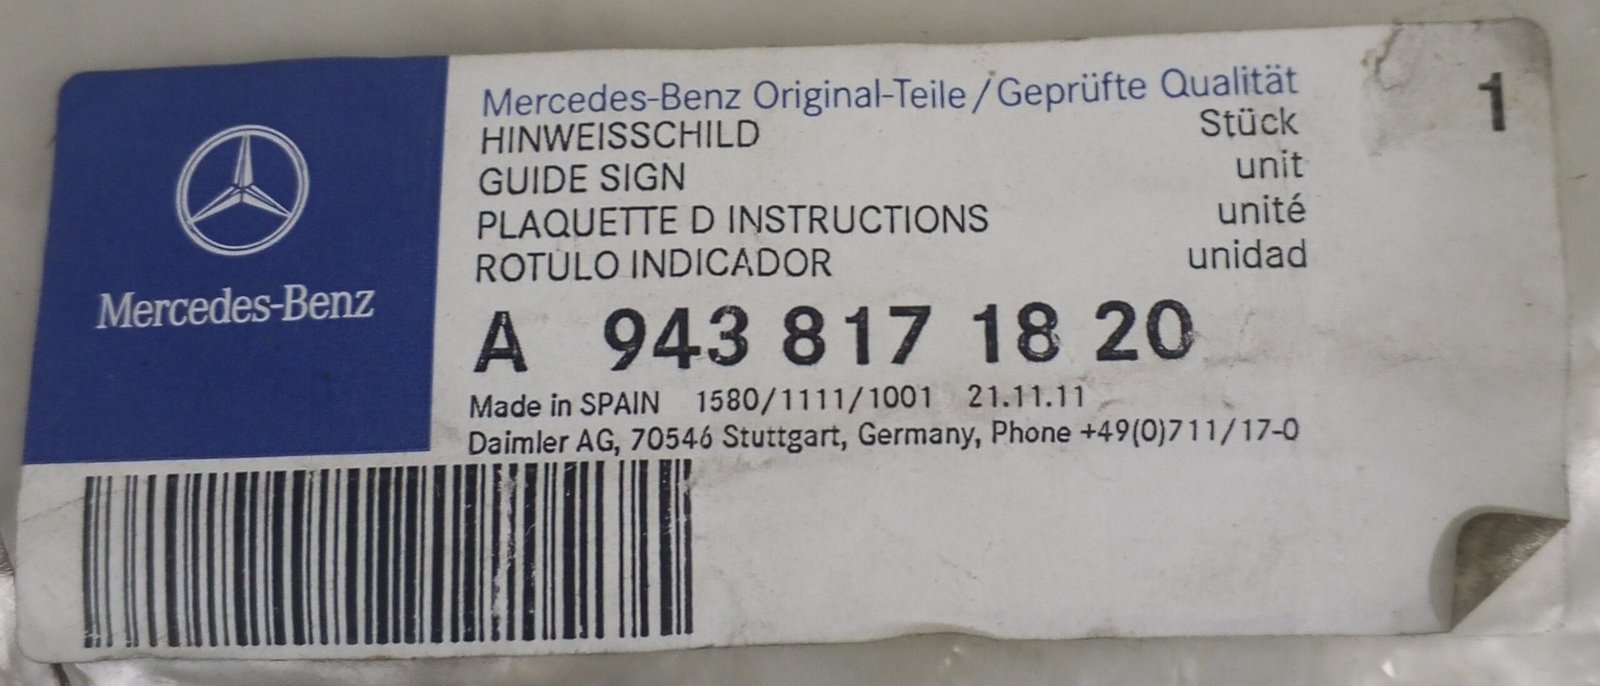 Mercedes-Benz
Mercedes-Benz Original-Teile/Geprüfte Qualität
HINWEISSCHILD Stück 1
GUIDE SIGN unit
PLAQUETTE D INSTRUCTIONS unité
ROTULO INDICADOR unidad
A 943 817 18 20
Made in SPAIN 1580/1111/1001 21.11.11
Daimler AG, 70546 Stuttgart, Germany, Phone +49(0)711/17-0